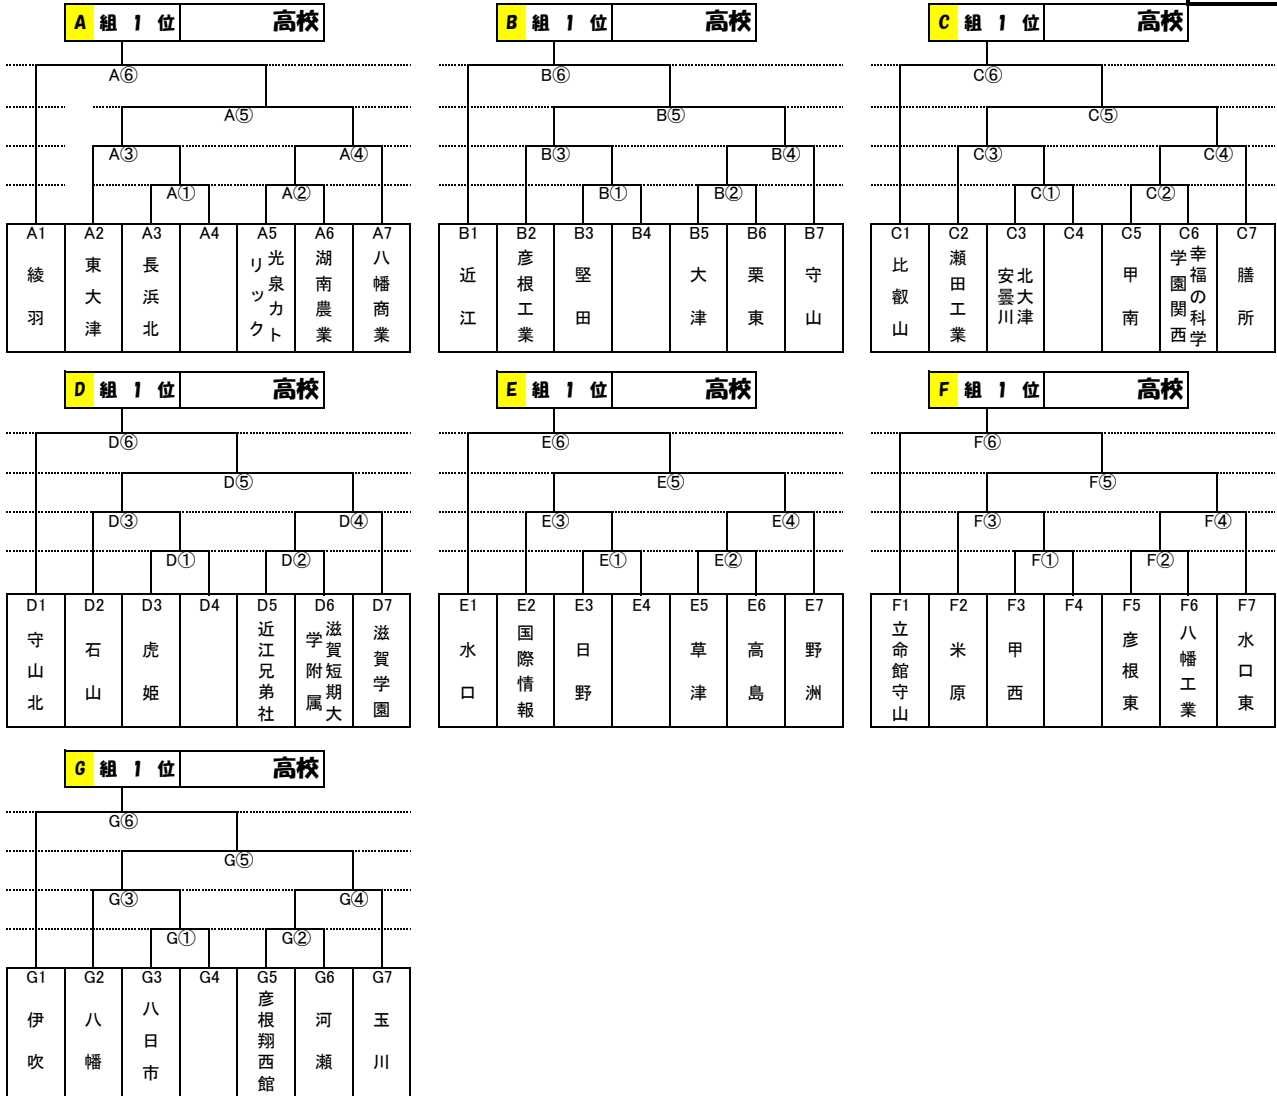 A 組 1 位 高校
B 組 1 位 高校
C 組 1 位 高校
A⑥ B⑥ C⑥
A⑤ B⑤ C⑤
A③ A④ B③ B④ C③ C④
A① A② B① B② C① C②
A1 綾羽
A2 東大津
A3 長浜北
A4
A5 光泉カトリック
A6 湖南農業
A7 八幡商業
B1 近江
B2 彦根工業
B3 堅田
B4
B5 大津
B6 栗東
B7 守山
C1 比叡山
C2 瀬田工業
C3 北大津安曇川
C4
C5 甲南
C6 幸福の科学学園関西
C7 膳所
D 組 1 位 高校
E 組 1 位 高校
F 組 1 位 高校
D⑥ E⑥ F⑥
D⑤ E⑤ F⑤
D③ D④ E③ E④ F③ F④
D① D② E① E② F① F②
D1 守山北
D2 石山
D3 虎姫
D4
D5 近江兄弟社
D6 滋賀短期大学附属
D7 滋賀学園
E1 水口
E2 国際情報
E3 日野
E4
E5 草津
E6 高島
E7 野洲
F1 立命館守山
F2 米原
F3 甲西
F4
F5 彦根東
F6 八幡工業
F7 水口東
G 組 1 位 高校
G⑥
G⑤
G③ G④
G① G②
G1 伊吹
G2 八幡
G3 八日市
G4
G5 彦根翔西館
G6 河瀬
G7 玉川